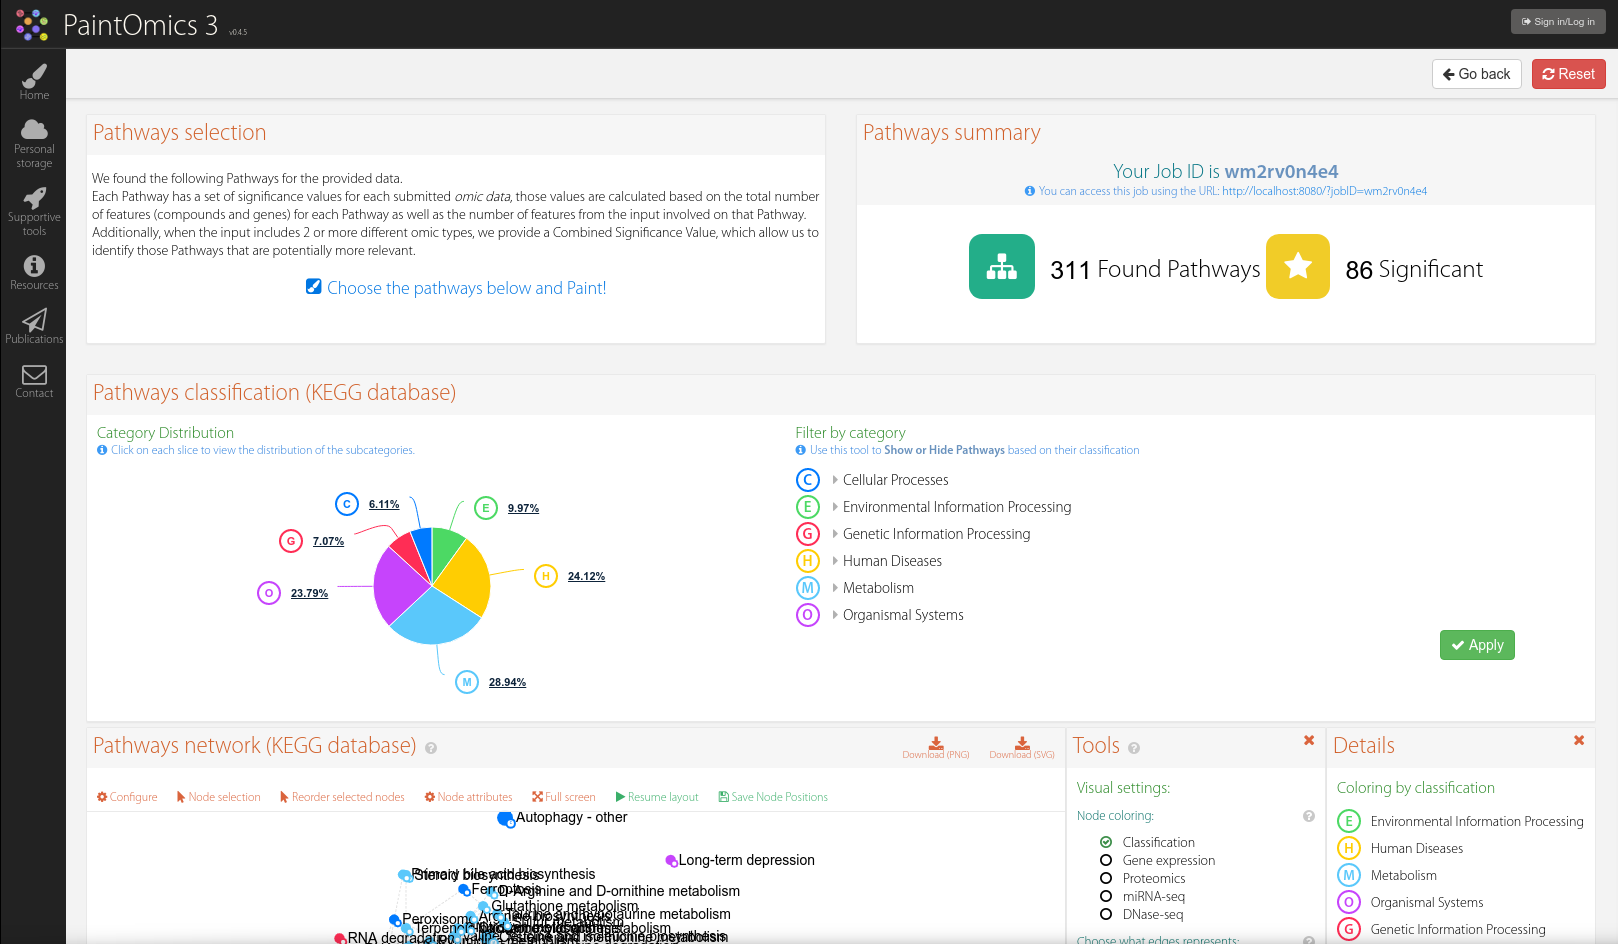 PaintOmics 3 v0.4.5
Sign in/Log in
Home
Personal
storage
Supportive
tools
Resources
Publications
Contact
Go back
Reset
Pathways selection
We found the following Pathways for the provided data.
Each Pathway has a set of significance values for each submitted omic data, those values are calculated based on the total number
of features (compounds and genes) for each Pathway as well as the number of features from the input involved on that Pathway.
Additionally, when the input includes 2 or more different omic types, we provide a Combined Significance Value, which allow us to
identify those Pathways that are potentially more relevant.
Choose the pathways below and Paint!
Pathways summary
Your Job ID is wm2rv0n4e4
You can access this job using the URL: http://localhost:8080/?jobID=wm2rv0n4e4
311 Found Pathways
86 Significant
Pathways classification (KEGG database)
Category Distribution
Click on each slice to view the distribution of the subcategories.
C 6.11%
E 9.97%
G 7.07%
H 24.12%
O 23.79%
M 28.94%
Filter by category
Use this tool to Show or Hide Pathways based on their classification
C Cellular Processes
E Environmental Information Processing
G Genetic Information Processing
H Human Diseases
M Metabolism
O Organismal Systems
Apply
Pathways network (KEGG database)
Download (PNG)
Download (SVG)
Configure
Node selection
Reorder selected nodes
Node attributes
Full screen
Resume layout
Save Node Positions
Autophagy - other
Long-term depression
Primary bile acid biosynthesis
Steroid biosynthesis
Ferroptosis
D-Arginine and D-ornithine metabolism
Glutathione metabolism
Taurine and hypotaurine metabolism
Peroxisome
RNA degradation
Tools
Visual settings:
Node coloring:
Classification
Gene expression
Proteomics
miRNA-seq
DNase-seq
Choose what edges represents:
Details
Coloring by classification
E Environmental Information Processing
H Human Diseases
M Metabolism
O Organismal Systems
G Genetic Information Processing